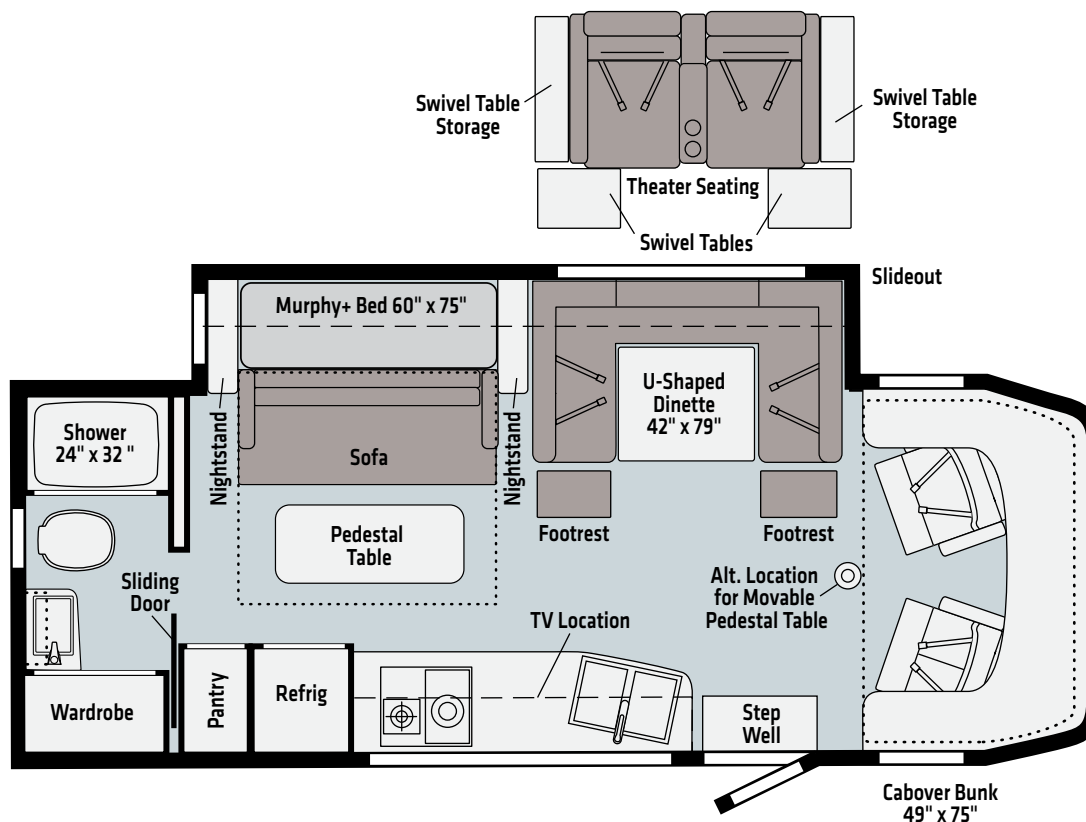 Swivel Table
Storage
Swivel Table
Storage
Theater Seating
Swivel Tables
Slideout
Murphy+ Bed 60" x 75"
U-Shaped
Dinette
42" x 79"
Shower
24" x 32 "
Nightstand
Sofa
Nightstand
Footrest
Footrest
Pedestal
Table
Sliding
Door
Alt. Location
for Movable
Pedestal Table
TV Location
Wardrobe
Pantry
Refrig
Step
Well
Cabover Bunk
49" x 75"